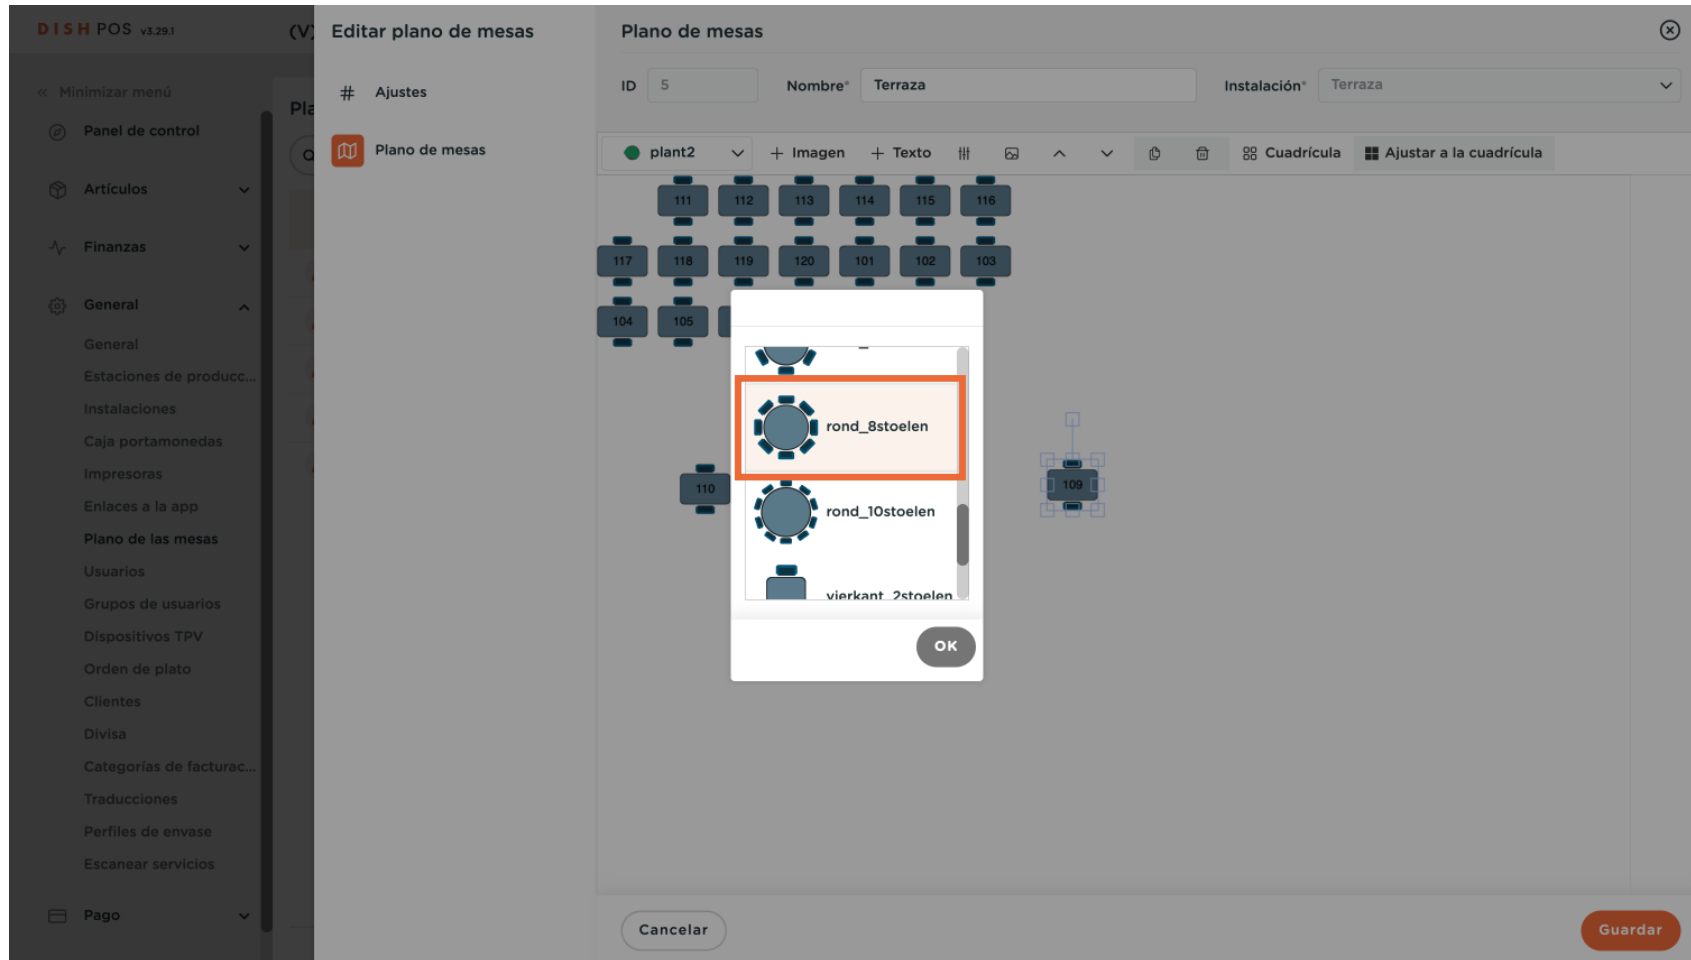 DISH POS v3.29.1
(V)
Editar plano de mesas
Plano de mesas
Minimizar menú
Ajustes
ID
5
Nombre*
Terraza
Instalación*
Terraza
Pla
Panel de control
Plano de mesas
plant2
+ Imagen
+ Texto
Cuadrícula
Ajustar a la cuadrícula
Artículos
111
112
113
114
115
116
Finanzas
117
118
119
120
101
102
103
General
104
105
General
Estaciones de producc...
Instalaciones
rond_8stoelen
Caja portamonedas
Impresoras
110
109
Enlaces a la app
rond_10stoelen
Plano de las mesas
Usuarios
vierkant_2stoelen
Grupos de usuarios
Dispositivos TPV
OK
Orden de plato
Clientes
Divisa
Categorías de facturac...
Traducciones
Perfiles de envase
Escanear servicios
Pago
Cancelar
Guardar